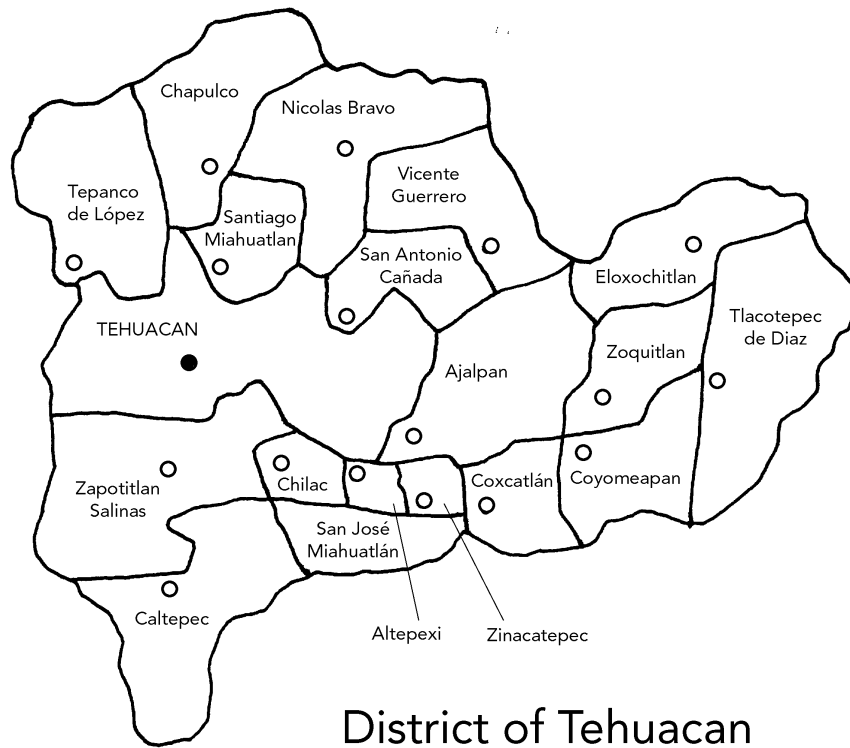 Chapulco
Nicolas Bravo
Vicente
Guerrero
Tepanco
de López
Santiago
Miahuatlan
San Antonio
Cañada
Eloxochitlan
TEHUACAN
Tlacotepec
de Diaz
Zoquitlan
Ajalpan
Zapotitlan
Salinas
Chilac
Coxcatlán
Coyomeapan
San José
Miahuatlán
Caltepec
Altepexi
Zinacatepec
District of Tehuacan